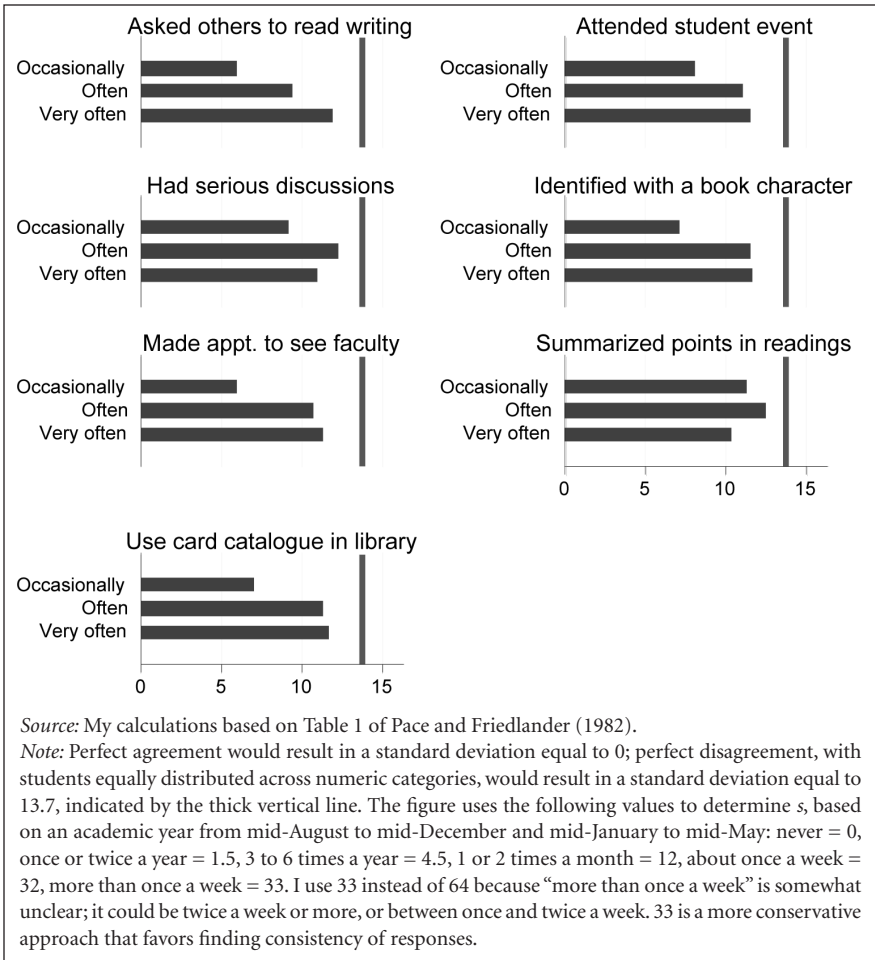 Asked others to read writing
Occasionally
Often
Very often
Attended student event
Occasionally
Often
Very often
Had serious discussions
Occasionally
Often
Very often
Identified with a book character
Occasionally
Often
Very often
Made appt. to see faculty
Occasionally
Often
Very often
Summarized points in readings
Occasionally
Often
Very often
0 5 10 15
Use card catalogue in library
Occasionally
Often
Very often
0 5 10 15
Source: My calculations based on Table 1 of Pace and Friedlander (1982).
Note: Perfect agreement would result in a standard deviation equal to 0; perfect disagreement, with
students equally distributed across numeric categories, would result in a standard deviation equal to
13.7, indicated by the thick vertical line. The figure uses the following values to determine s, based
on an academic year from mid-August to mid-December and mid-January to mid-May: never = 0,
once or twice a year = 1.5, 3 to 6 times a year = 4.5, 1 or 2 times a month = 12, about once a week =
32, more than once a week = 33. I use 33 instead of 64 because “more than once a week” is somewhat
unclear; it could be twice a week or more, or between once and twice a week. 33 is a more conservative
approach that favors finding consistency of responses.